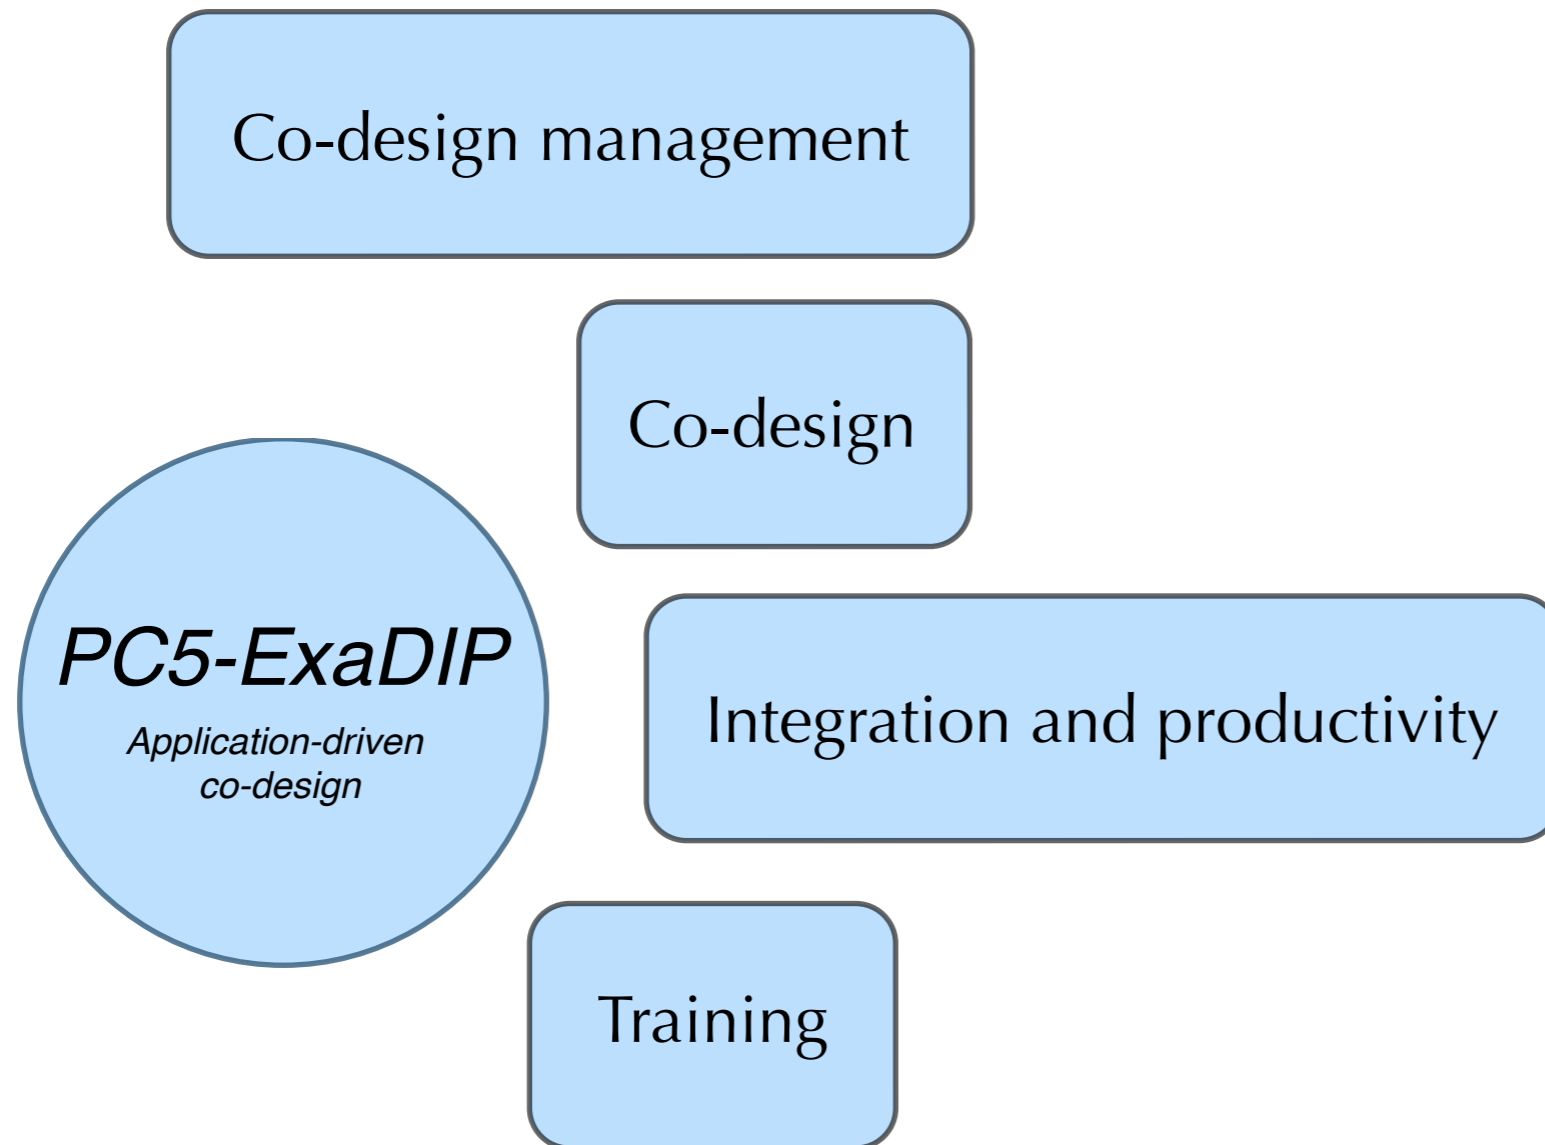 Co-design management
Co-design
PC5-ExaDIP
Application-driven
co-design
Integration and productivity
Training